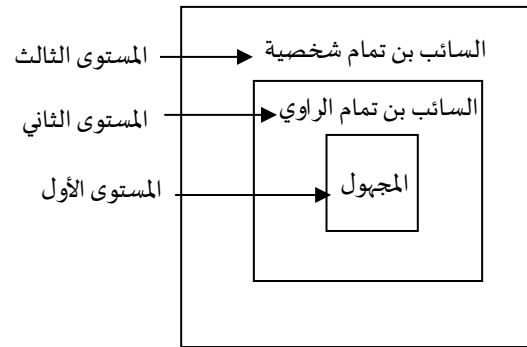 السائب بن تمام شخصية
المستوى الثالث
السائب بن تمام الراوي
المستوى الثاني
المجهول
المستوى الأول